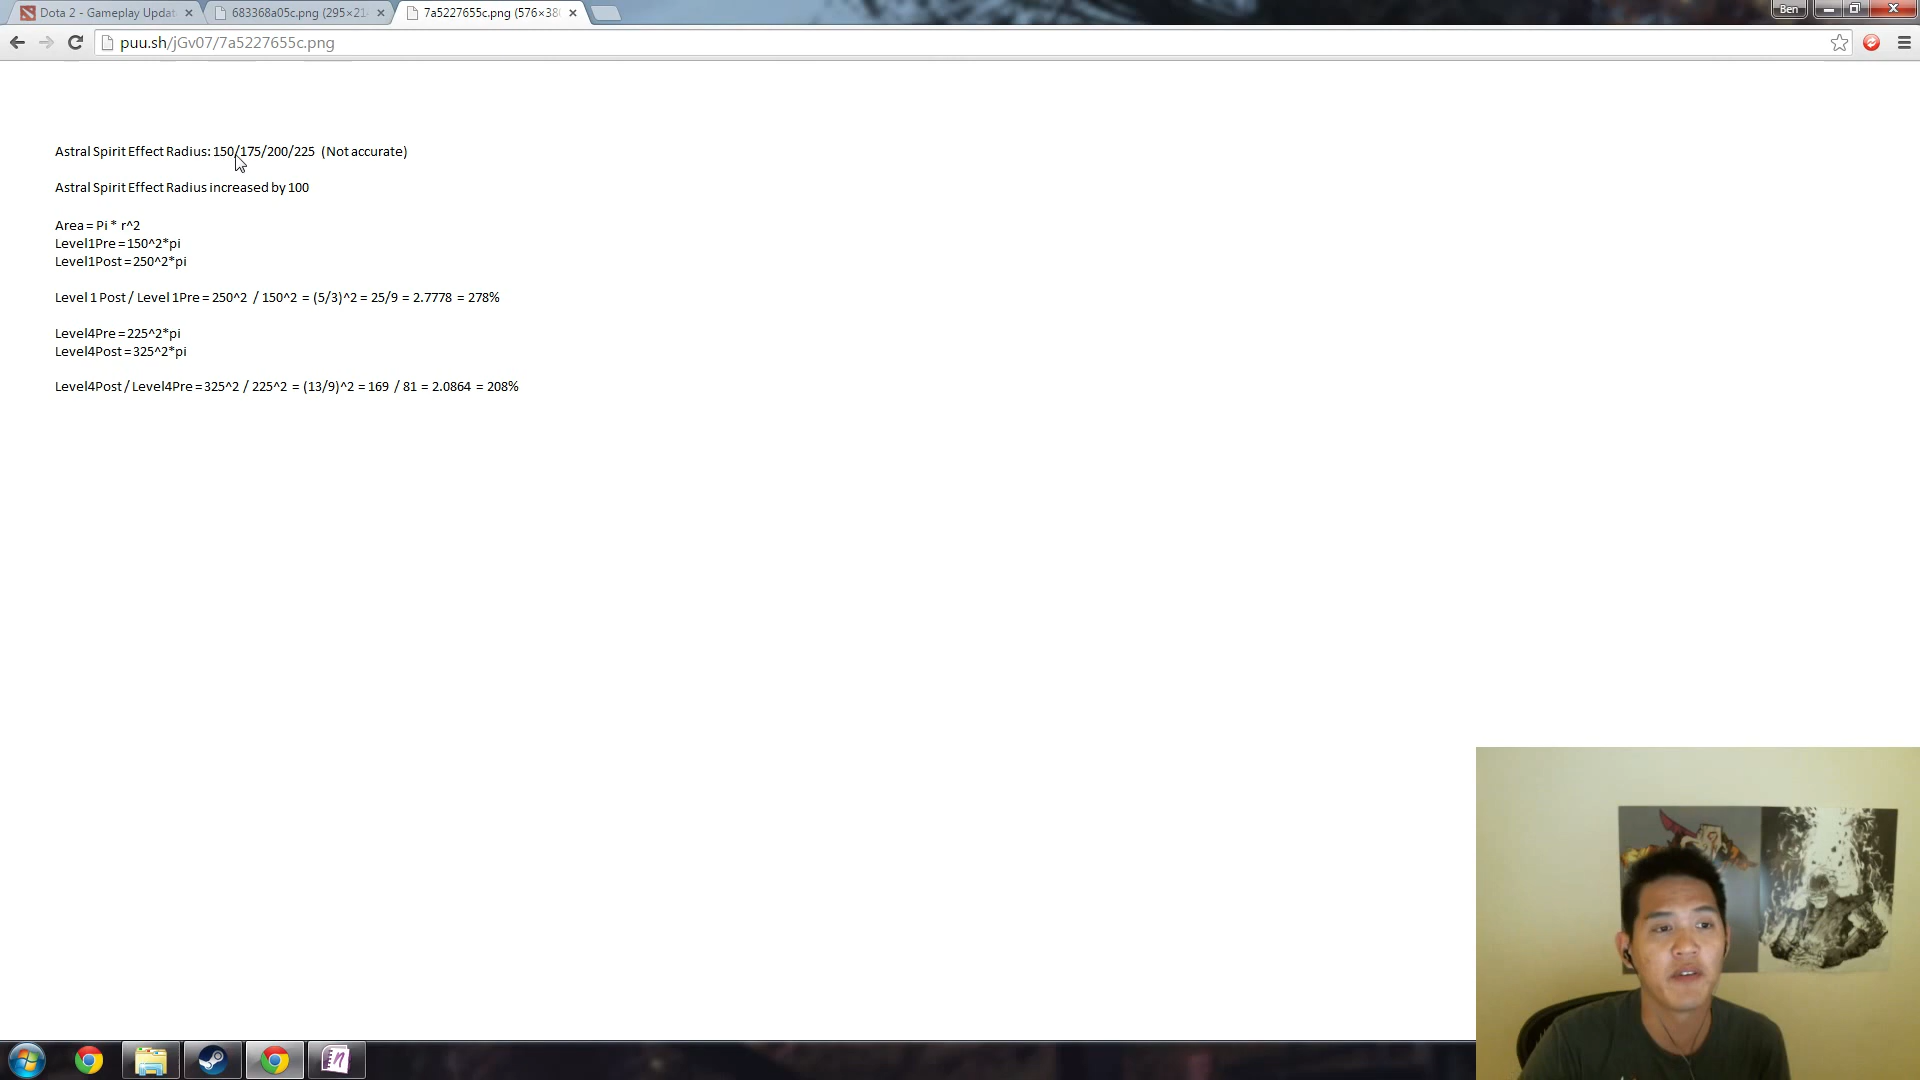 Dota 2 - Gameplay Updat
683368a05c.png (295×21
7a5227655c.png (576×38
Ben
puu.sh/jGv07/7a5227655c.png
Astral Spirit Effect Radius: 150/175/200/225 (Not accurate)
Astral Spirit Effect Radius increased by 100
Area = Pi * r^2
Level1Pre = 150^2*pi
Level1Post = 250^2*pi
Level 1 Post / Level 1Pre = 250^2 / 150^2 = (5/3)^2 = 25/9 = 2.7778 = 278%
Level4Pre = 225^2*pi
Level4Post = 325^2*pi
Level4Post / Level4Pre = 325^2 / 225^2 = (13/9)^2 = 169 / 81 = 2.0864 = 208%